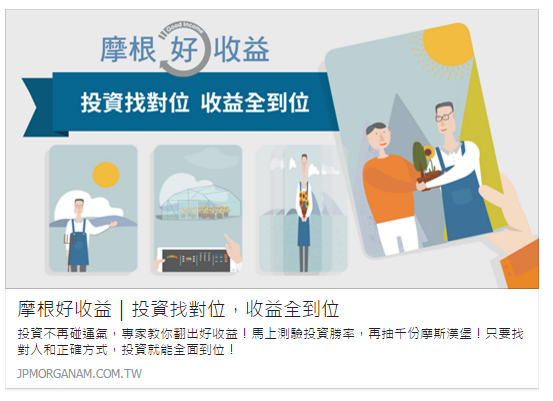 Good Income
摩根 好 收益
投資找對位 收益全到位
摩根好收益 | 投資找對位，收益全到位
投資不再碰運氣，專家教你翻出好收益！馬上測驗投資勝率，再抽千份摩斯漢堡！只要找
對人和正確方式，投資就能全面到位！
JPMORGANAM.COM.TW